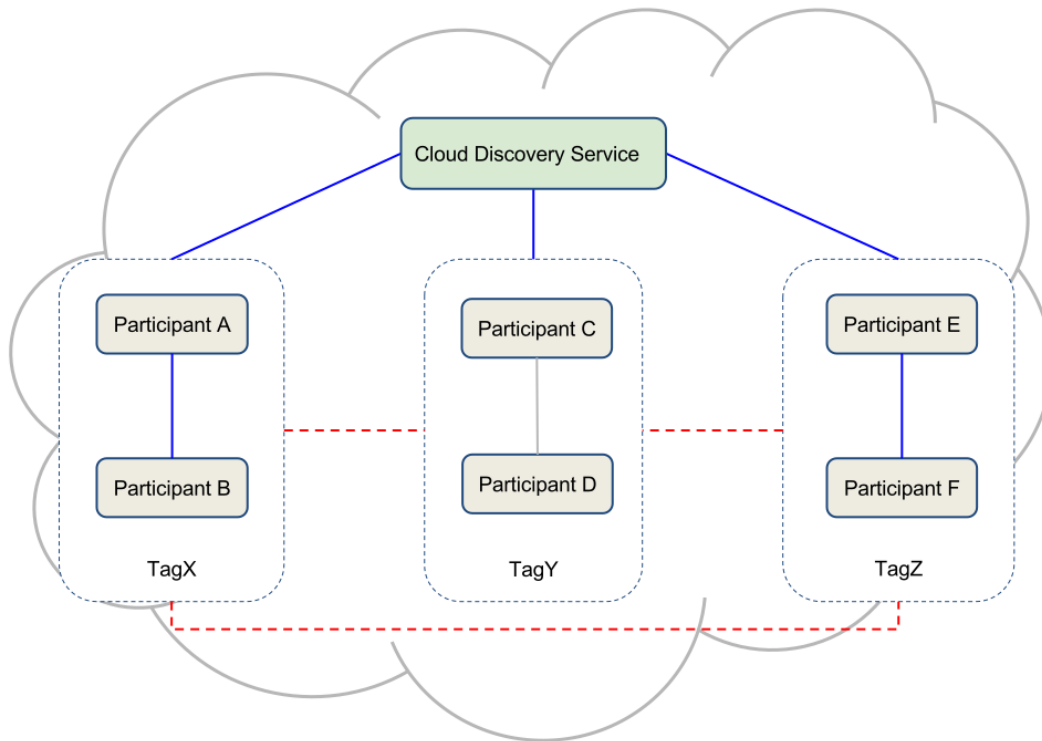 Cloud Discovery Service
Participant A
Participant C
Participant E
Participant B
Participant D
Participant F
TagX
TagY
TagZ